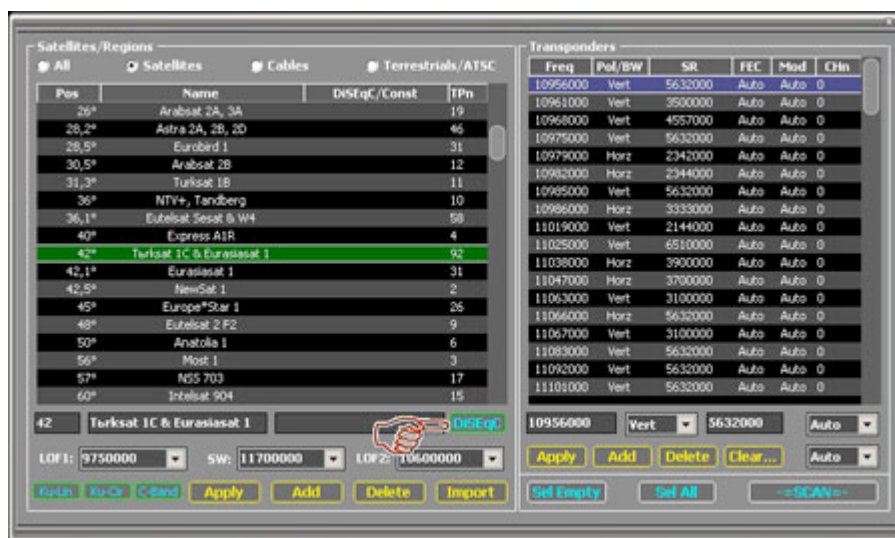 Satellites/Regions
All Satellites Cables Terrestrials/ATSC
Pos Name DiSEqC/Const TPn
26° Arabsat 2A, 3A 19
28,2° Astra 2A, 2B, 2D 46
28,5° Eurobird 1 31
30,5° Arabsat 2B 12
31,3° Turksat 1B 11
36° NTV+, Tandberg 10
36,1° Eutelsat Sesat & W4 58
40° Express A1R 4
42° Turksat 1C & Eurasiasat 1 92
42,1° Eurasiasat 1 31
42,5° NewSat 1 2
45° Europe*Star 1 26
48° Eutelsat 2 F2 9
50° Anatolia 1 6
56° Most 1 3
57° NSS 703 17
60° Intelsat 904 15
42 Turksat 1C & Eurasiasat 1 DiSEqC
LOF1: 9750000 SW: 11700000 LOF2: 10600000
Ku-Lin Ku-Cir C-Band Apply Add Delete Import
Transponders
Freq Pol/BW SR FEC Mod CHn
10956000 Vert 5632000 Auto Auto 0
10961000 Vert 3500000 Auto Auto 0
10968000 Vert 4557000 Auto Auto 0
10975000 Vert 5632000 Auto Auto 0
10979000 Horz 2342000 Auto Auto 0
10982000 Horz 2344000 Auto Auto 0
10985000 Vert 5632000 Auto Auto 0
10986000 Horz 3333000 Auto Auto 0
11019000 Vert 2144000 Auto Auto 0
11025000 Vert 6510000 Auto Auto 0
11038000 Horz 3900000 Auto Auto 0
11047000 Horz 3700000 Auto Auto 0
11063000 Vert 3100000 Auto Auto 0
11066000 Horz 5632000 Auto Auto 0
11067000 Vert 3100000 Auto Auto 0
11083000 Vert 5632000 Auto Auto 0
11092000 Vert 5632000 Auto Auto 0
11101000 Vert 5632000 Auto Auto 0
10956000 Vert 5632000 Auto
Apply Add Delete Clear... Auto
Sel Empty Sel All -=SCAN=-